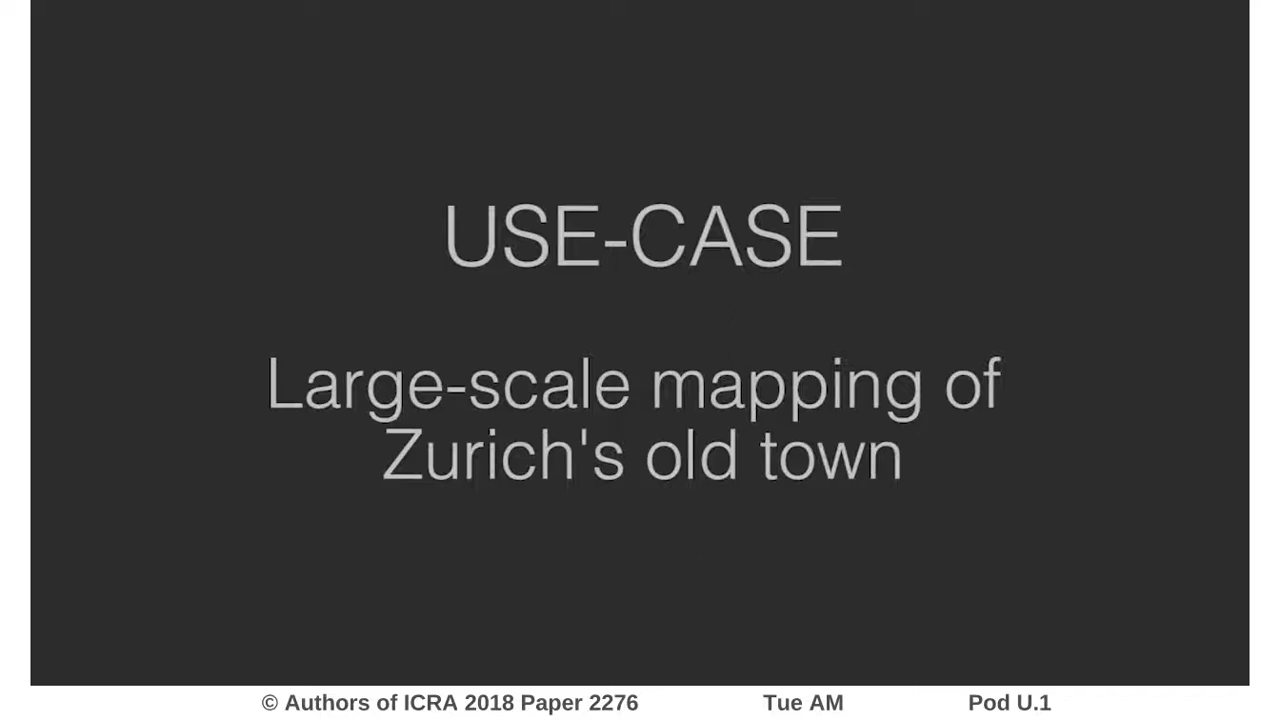 USE-CASE
Large-scale mapping of
Zurich's old town
© Authors of ICRA 2018 Paper 2276 Tue AM Pod U.1